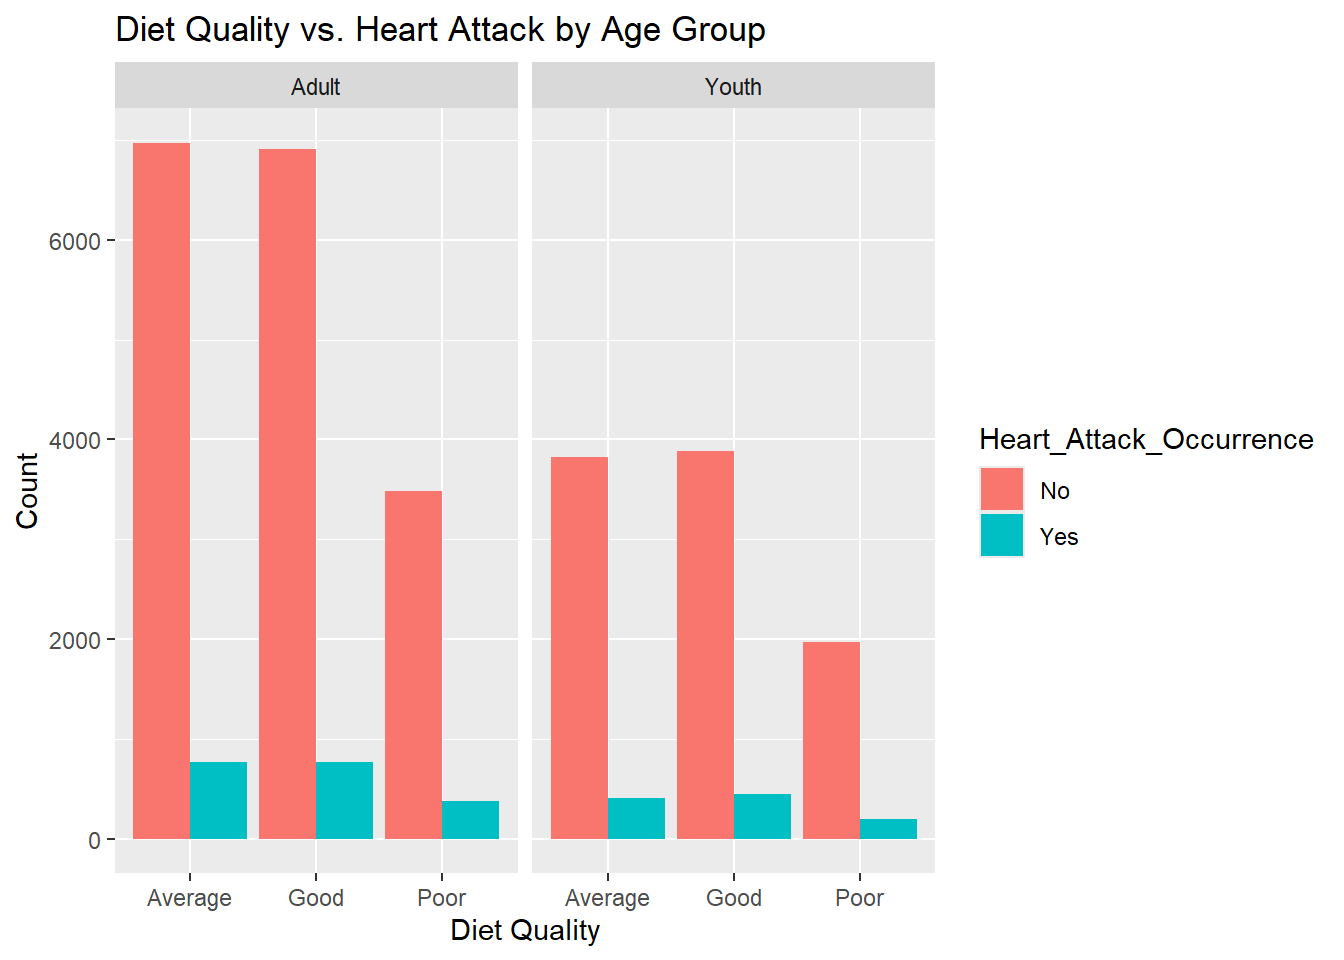 Diet Quality vs. Heart Attack by Age Group
Adult
Youth
6000
4000
2000
0
Count
Average Good Poor
Average Good Poor
Diet Quality
Heart_Attack_Occurrence
No
Yes